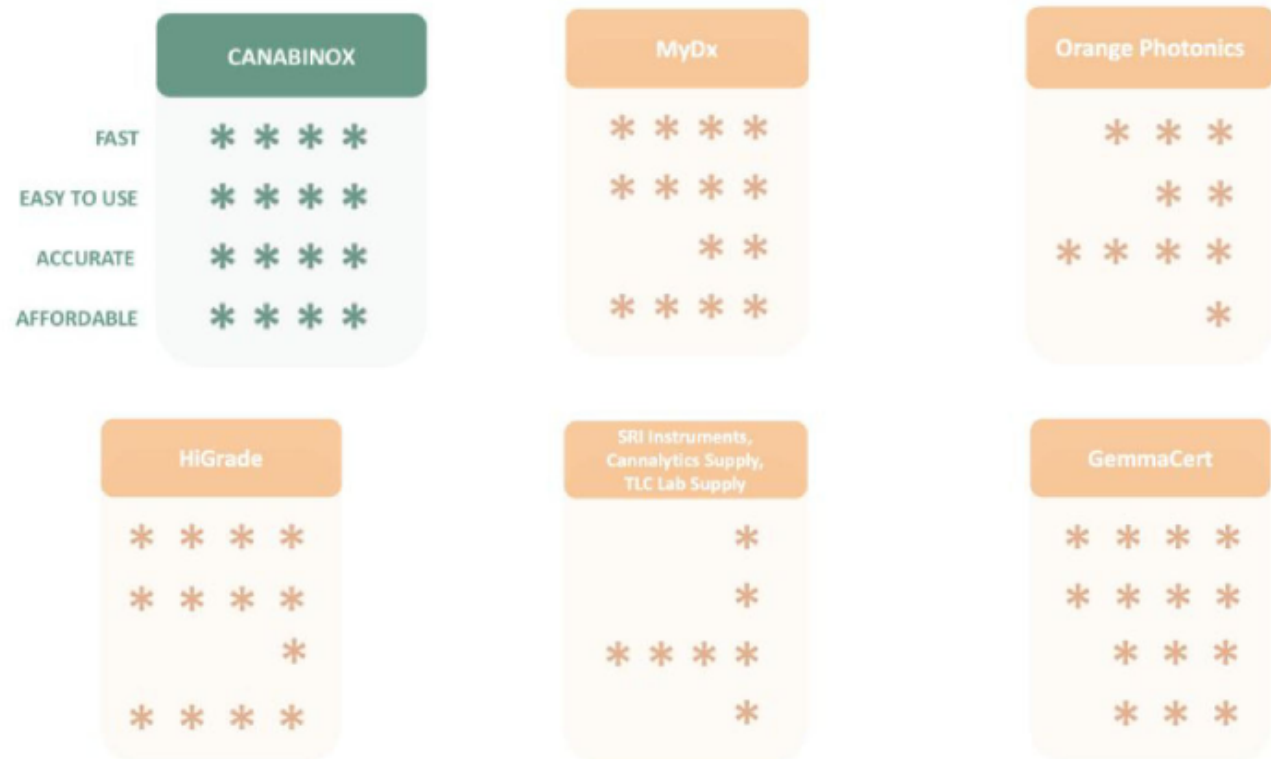 CANABINOX
MyDx
Orange Photonics
FAST
* * * *
* * * *
* * *
EASY TO USE
* * * *
* * * *
* *
ACCURATE
* * * *
* *
* * * *
AFFORDABLE
* * * *
* * * *
*
HiGrade
SRI Instruments,
Cannalytics Supply,
TLC Lab Supply
GemmaCert
* * * *
*
* * * *
* * * *
*
* * * *
*
* * * *
* * *
* * * *
*
* * *